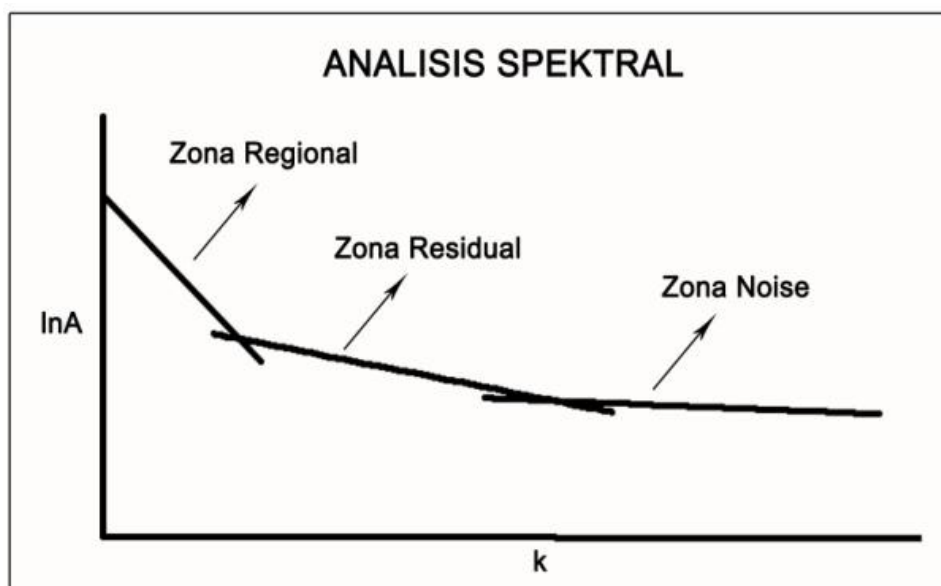 ANALISIS SPEKTRAL
Zona Regional
Zona Residual
Zona Noise
lnA
k